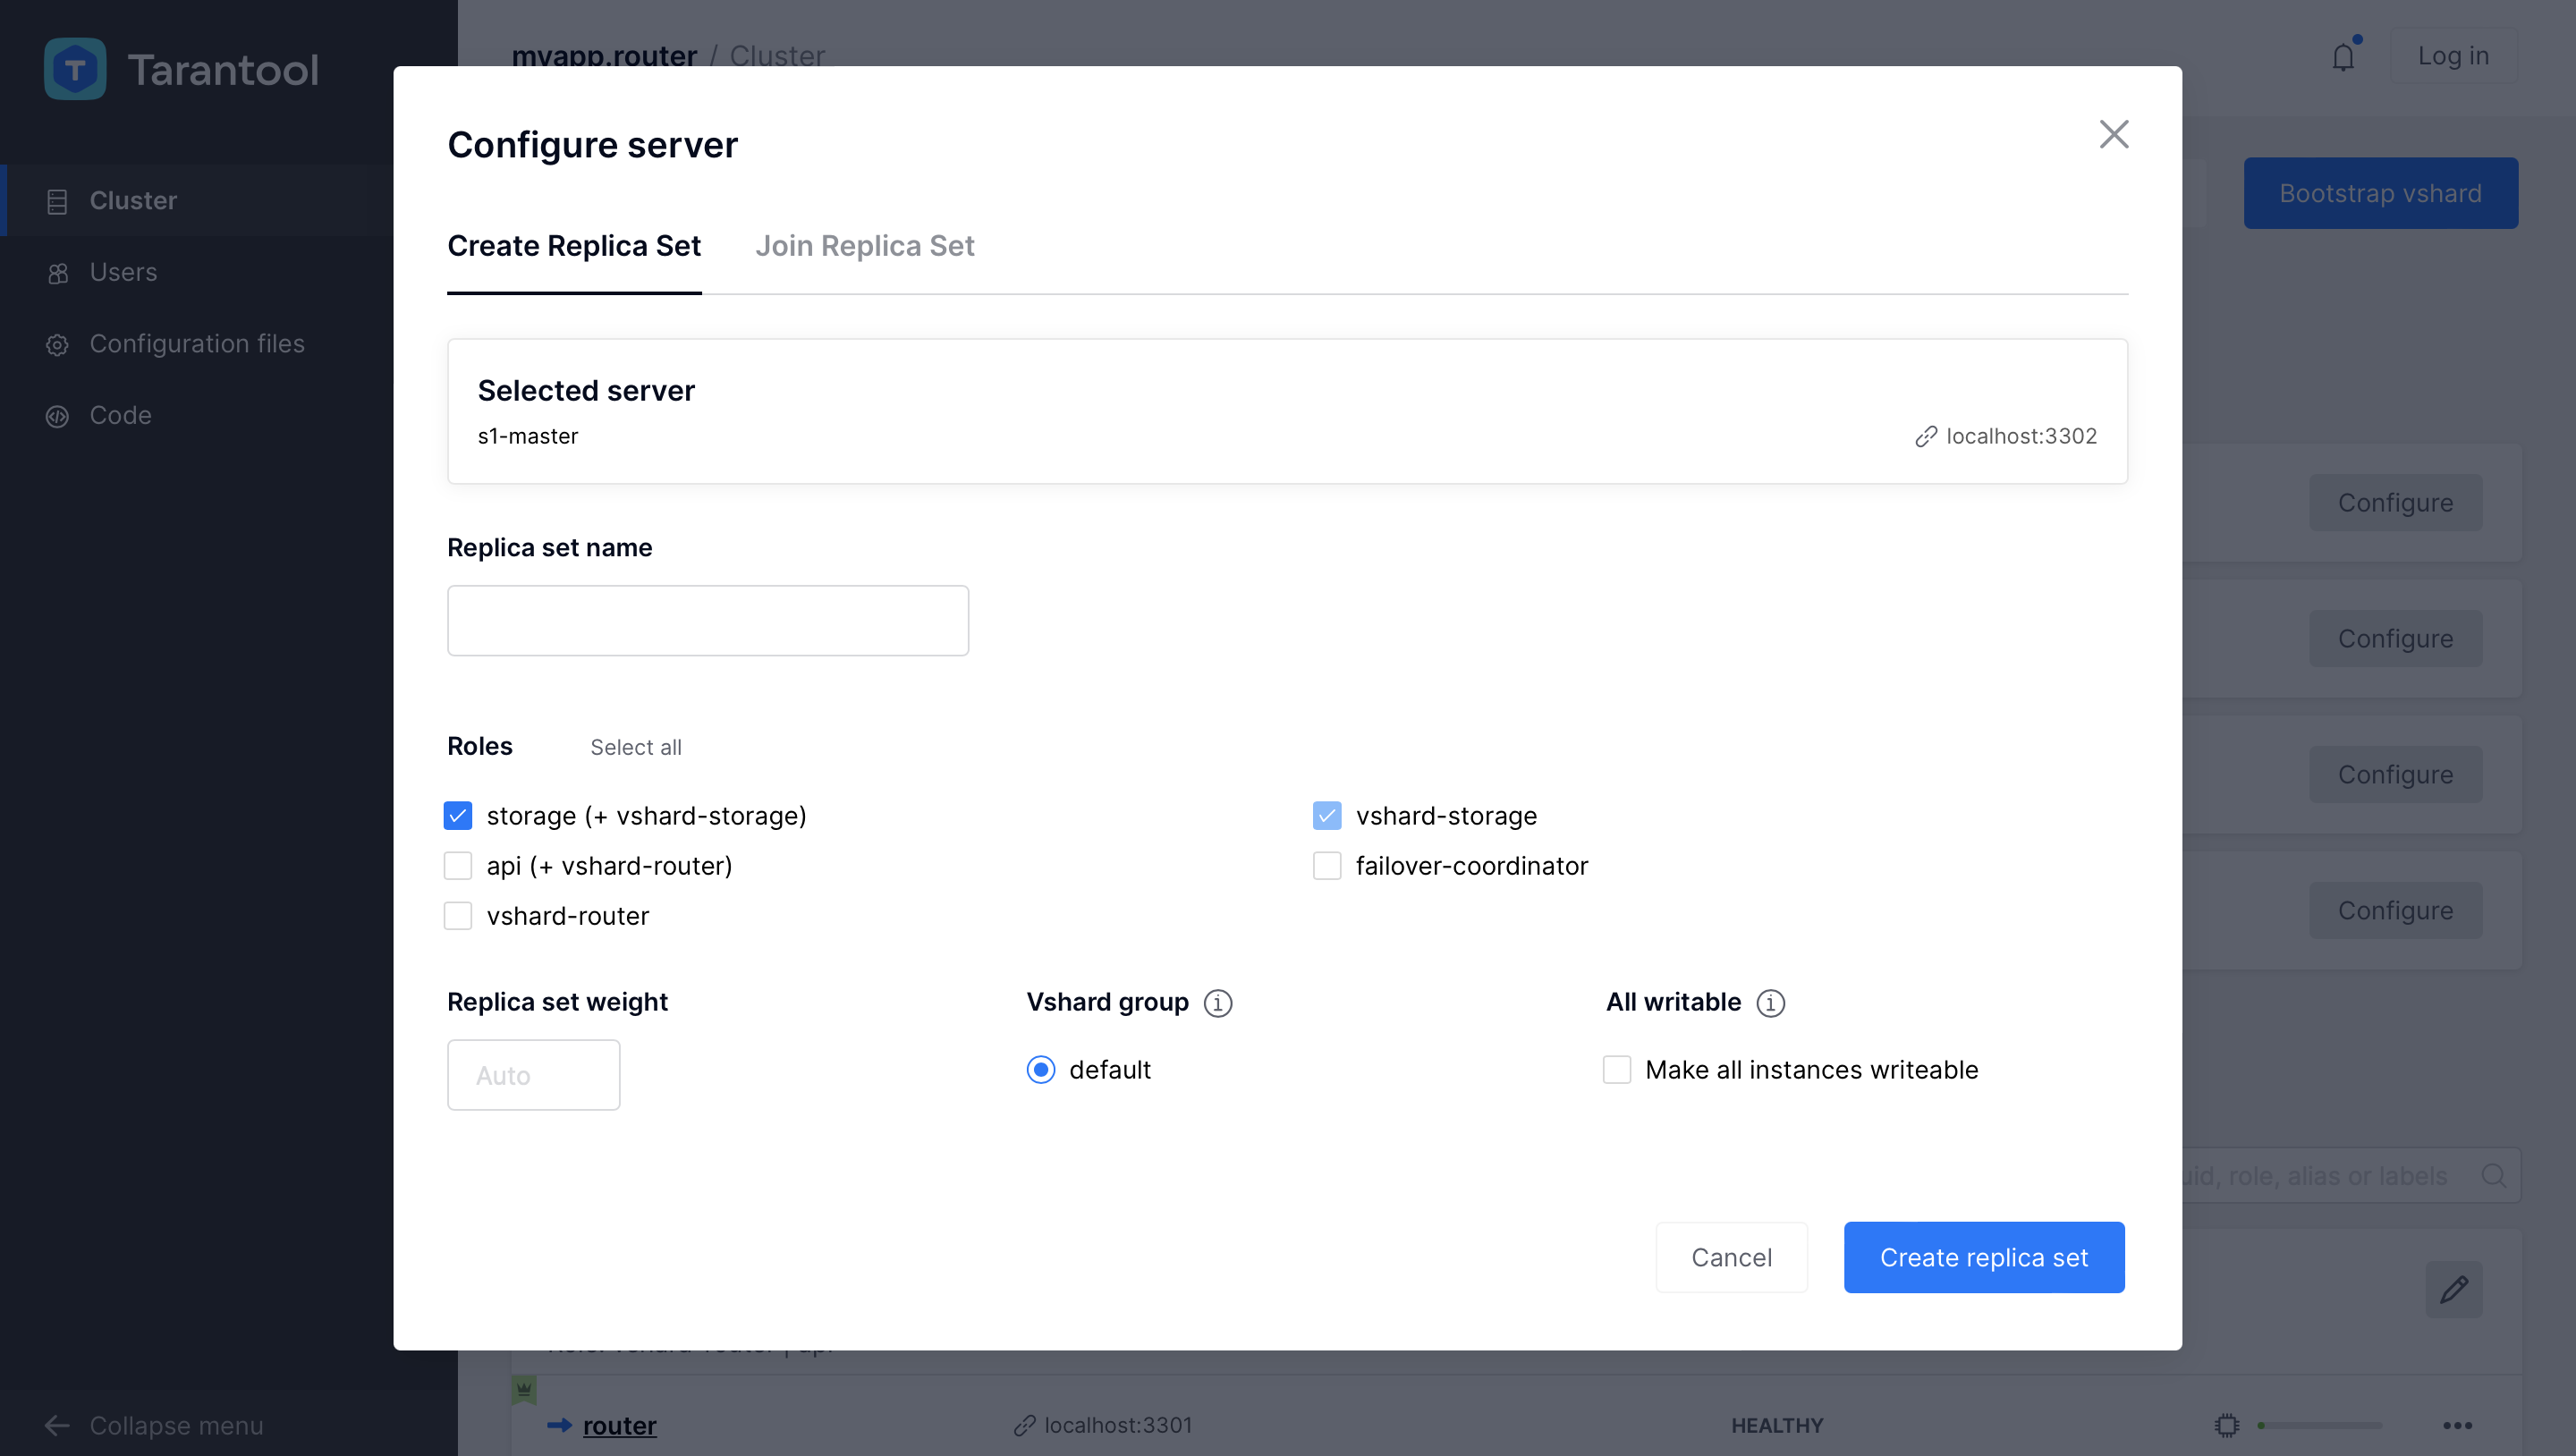 Tarantool
myapp.router / Cluster
Log in
Cluster
Users
Configuration files
Code
Collapse menu
Bootstrap vshard
Configure server
Create Replica Set
Join Replica Set
Selected server
s1-master
localhost:3302
Replica set name
Roles
Select all
storage (+ vshard-storage)
vshard-storage
api (+ vshard-router)
failover-coordinator
vshard-router
Replica set weight
Vshard group
All writable
Auto
default
Make all instances writeable
Cancel
Create replica set
Configure
Configure
Configure
Configure
role, alias or labels
router
localhost:3301
HEALTHY